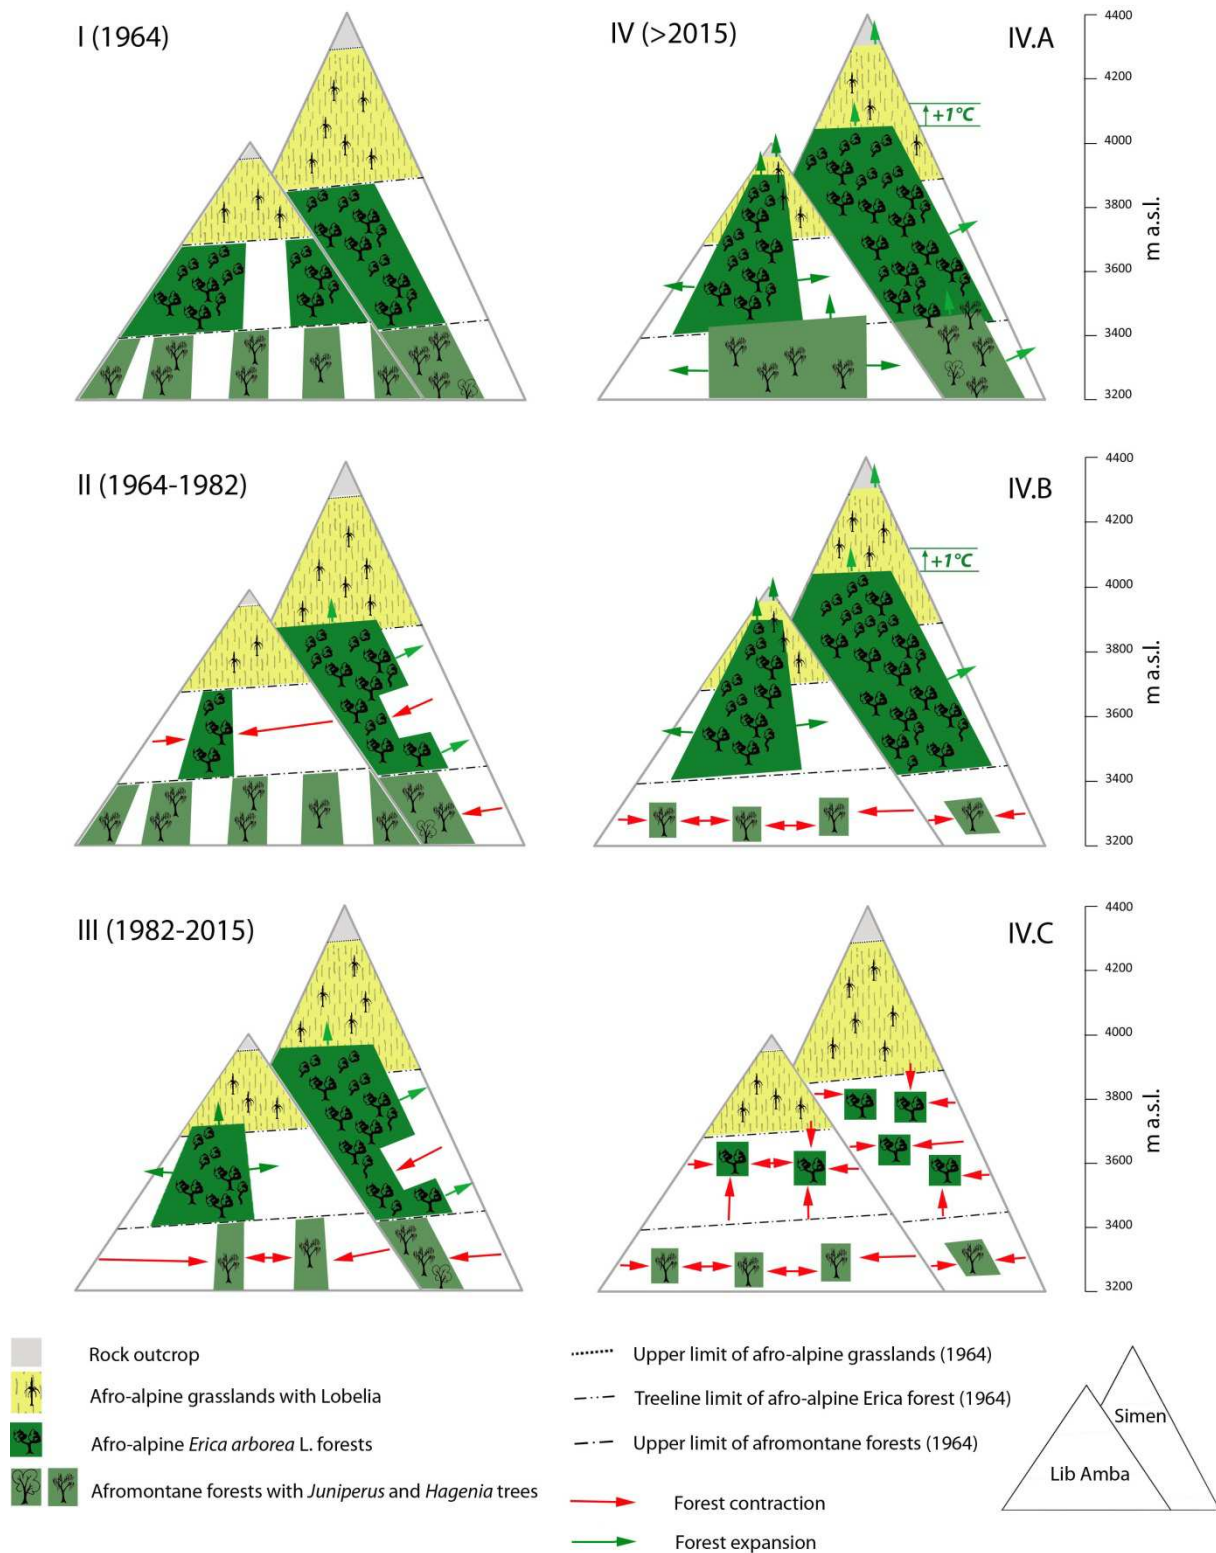 I (1964)
IV (>2015)
IV.A
4400
4200
4000
3800
3600
3400
3200
m a.s.l.
+1°C
II (1964-1982)
IV.B
4400
4200
4000
3800
3600
3400
3200
m a.s.l.
+1°C
III (1982-2015)
IV.C
4400
4200
4000
3800
3600
3400
3200
m a.s.l.
Rock outcrop
Afro-alpine grasslands with Lobelia
Afro-alpine Erica arborea L. forests
Afromontane forests with Juniperus and Hagenia trees
Upper limit of afro-alpine grasslands (1964)
Treeline limit of afro-alpine Erica forest (1964)
Upper limit of afromontane forests (1964)
Forest contraction
Forest expansion
Simen
Lib Amba